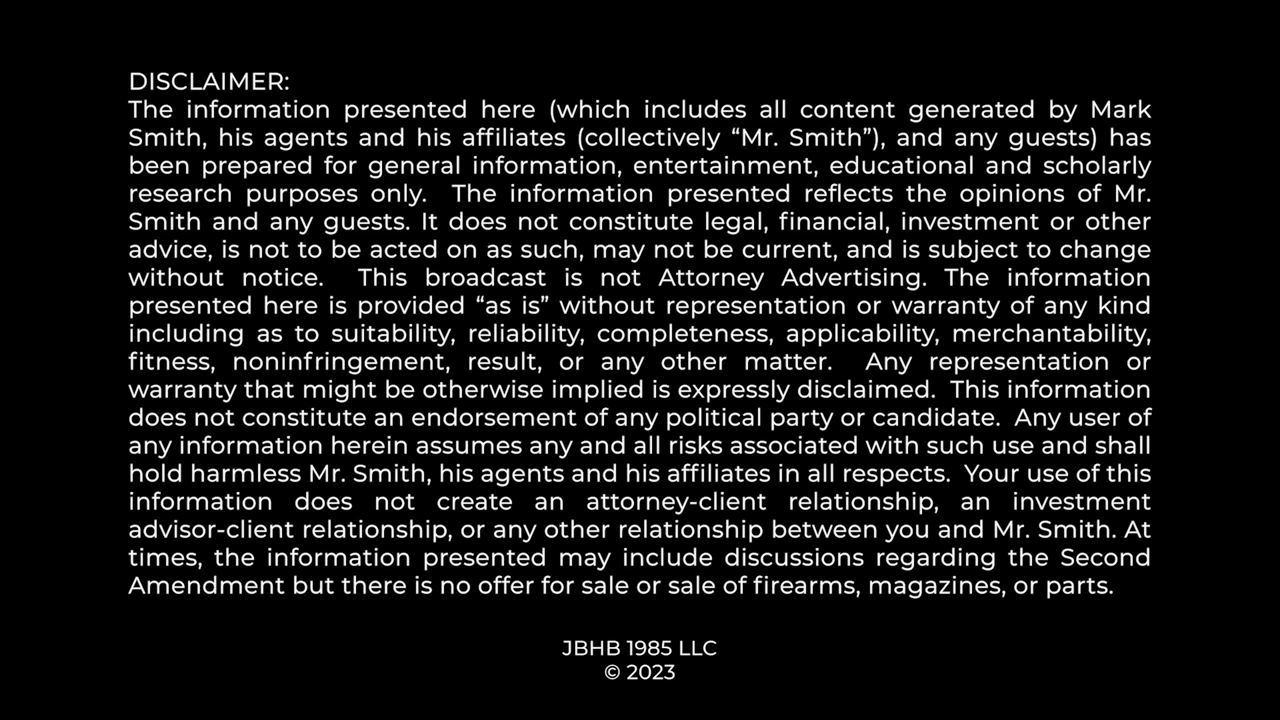 DISCLAIMER:
The information presented here (which includes all content generated by Mark
Smith, his agents and his affiliates (collectively “Mr. Smith”), and any guests) has
been prepared for general information, entertainment, educational and scholarly
research purposes only.  The information presented reflects the opinions of Mr.
Smith and any guests. It does not constitute legal, financial, investment or other
advice, is not to be acted on as such, may not be current, and is subject to change
without notice.  This broadcast is not Attorney Advertising. The information
presented here is provided “as is” without representation or warranty of any kind
including as to suitability, reliability, completeness, applicability, merchantability,
fitness, noninfringement, result, or any other matter.  Any representation or
warranty that might be otherwise implied is expressly disclaimed.  This information
does not constitute an endorsement of any political party or candidate.  Any user of
any information herein assumes any and all risks associated with such use and shall
hold harmless Mr. Smith, his agents and his affiliates in all respects.  Your use of this
information does not create an attorney-client relationship, an investment
advisor-client relationship, or any other relationship between you and Mr. Smith. At
times, the information presented may include discussions regarding the Second
Amendment but there is no offer for sale or sale of firearms, magazines, or parts.
JBHB 1985 LLC
© 2023